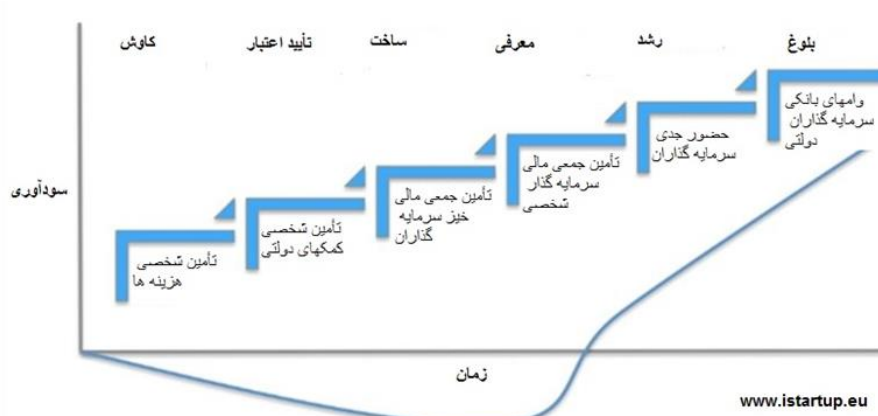 کاوش
تأیید اعتبار
ساخت
معرفی
رشد
بلوغ
تأمین شخصی
هزینه ها
تأمین شخصی
کمکهای دولتی
تأمین جمعی مالی
خیز سرمایه
گذاران
تأمین جمعی مالی
سرمایه گذار
شخصی
حضور جدی
سرمایه گذاران
وامهای بانکی
سرمایه گذاران
دولتی
سودآوری
زمان
www.istartup.eu